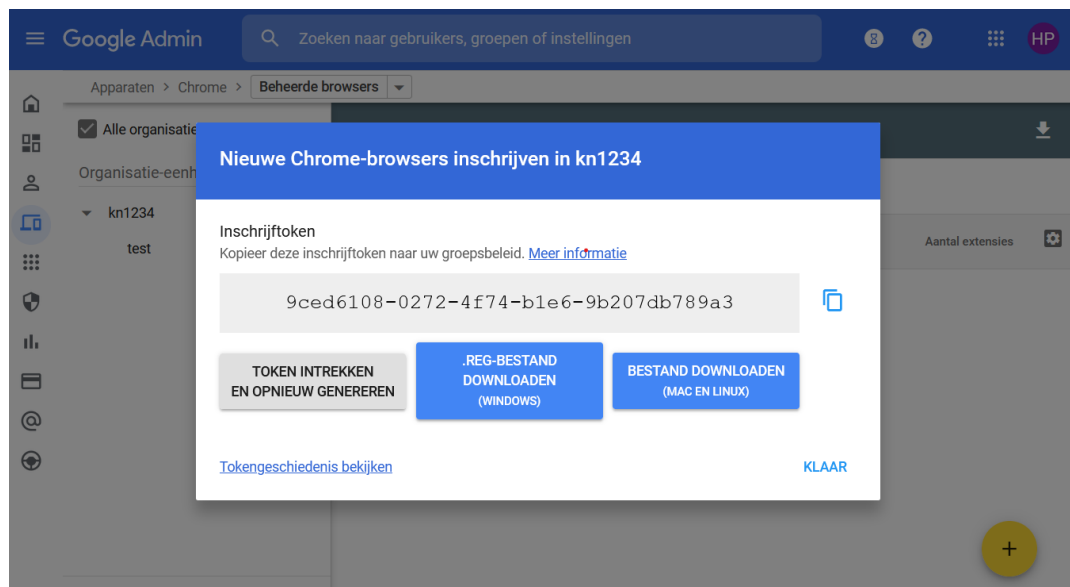 Google Admin
Zoeken naar gebruikers, groepen of instellingen
8
?
HP
Apparaten > Chrome > Beheerde browsers
Alle organisatie
Organisatie-eenh
kn1234
test
Aantal extensies
Nieuwe Chrome-browsers inschrijven in kn1234
Inschrijftoken
Kopieer deze inschrijftoken naar uw groepsbeleid. Meer informatie
9ced6108-0272-4f74-b1e6-9b207db789a3
TOKEN INTREKKEN
EN OPNIEUW GENEREREN
.REG-BESTAND
DOWNLOADEN
(WINDOWS)
BESTAND DOWNLOADEN
(MAC EN LINUX)
Tokengeschiedenis bekijken
KLAAR